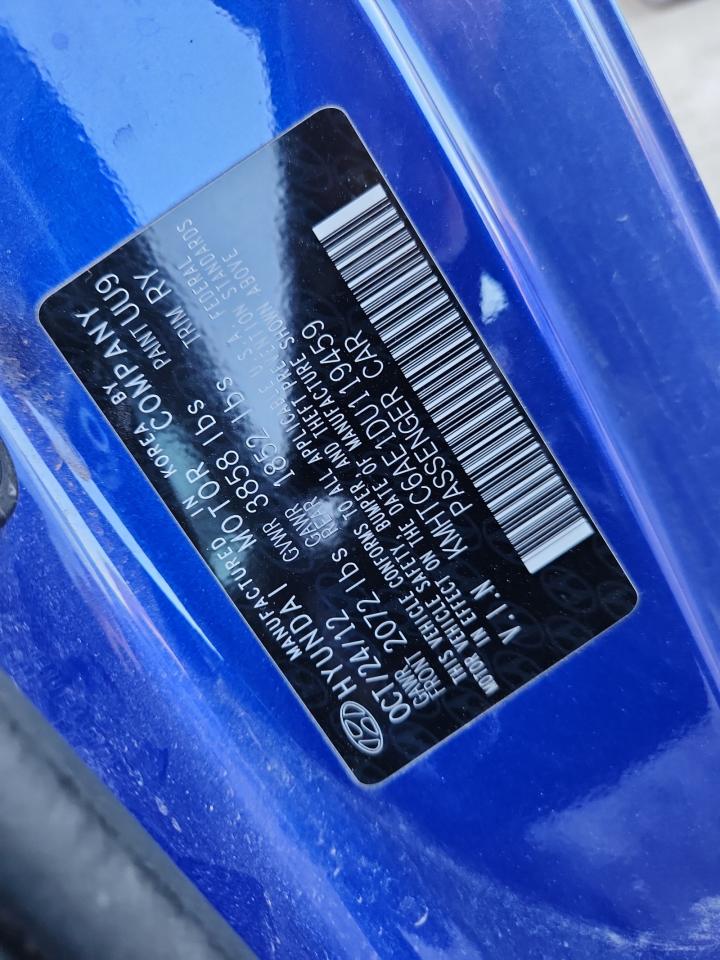 MANUFACTURED IN KOREA BY
HYUNDAI MOTOR COMPANY
OCT/24/12 GVWR 3858 lbs PAINT UU9
GAWR FRONT 2072 lbs GAWR REAR 1852 lbs TRIM RY
THIS VEHICLE CONFORMS TO ALL APPLICABLE U.S.A. FEDERAL
MOTOR VEHICLE SAFETY, BUMPER AND THEFT PREVENTION STANDARDS
IN EFFECT ON THE DATE OF MANUFACTURE SHOWN ABOVE
V.I.N KMHTC6AE1DU119459
PASSENGER CAR